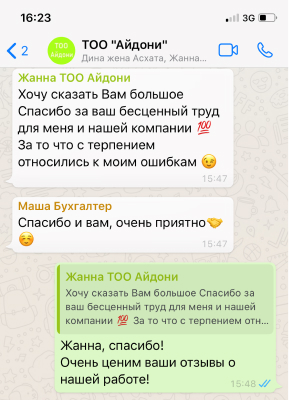 16:23
3G
2
ТОО
Айдони
ТОО "Айдони"
Дина жена Асхата, Жанна...
Жанна ТОО Айдони
Хочу сказать Вам большое
Спасибо за ваш бесценный труд
для меня и нашей компании 💯
За то что с терпением
относились к моим ошибкам 😉
15:47
Маша Бухгалтер
Спасибо и вам, очень приятно🤝
☺️
15:47
Жанна ТОО Айдони
Хочу сказать Вам большое Спасибо за
ваш бесценный труд для меня и нашей
компании 💯 За то что с терпением отн...
Жанна, спасибо!
Очень ценим ваши отзывы о
нашей работе!
15:48